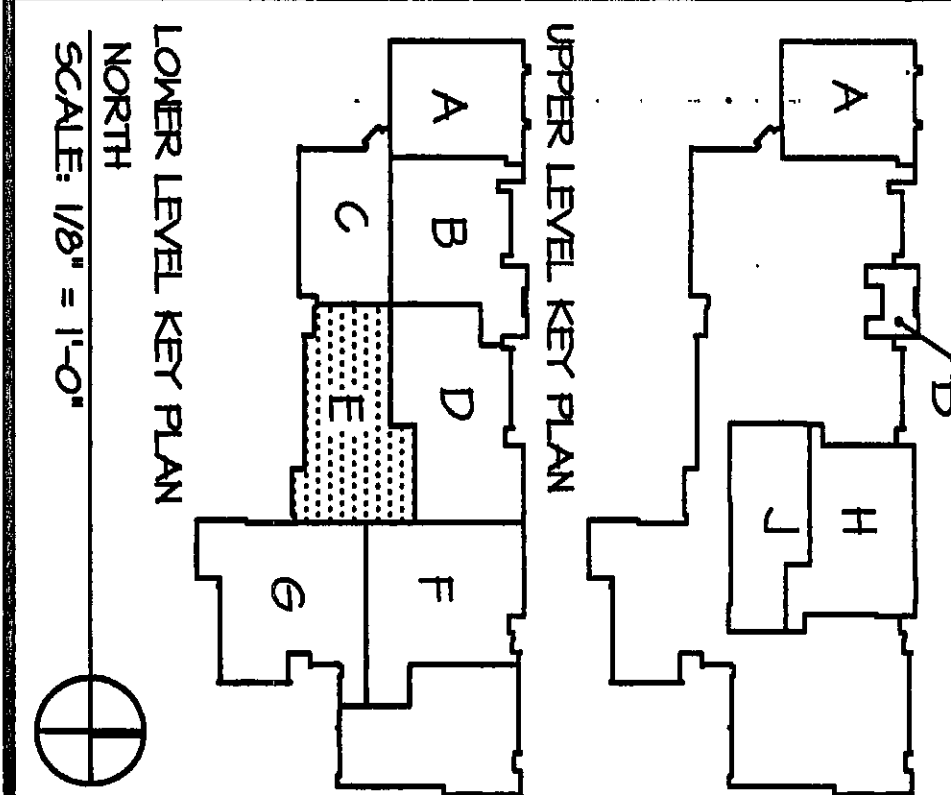 A
H
J
UPPER LEVEL KEY PLAN
A
B
D
F
C
E
G
LOWER LEVEL KEY PLAN
NORTH
SCALE: 1/8" = 1'-0"